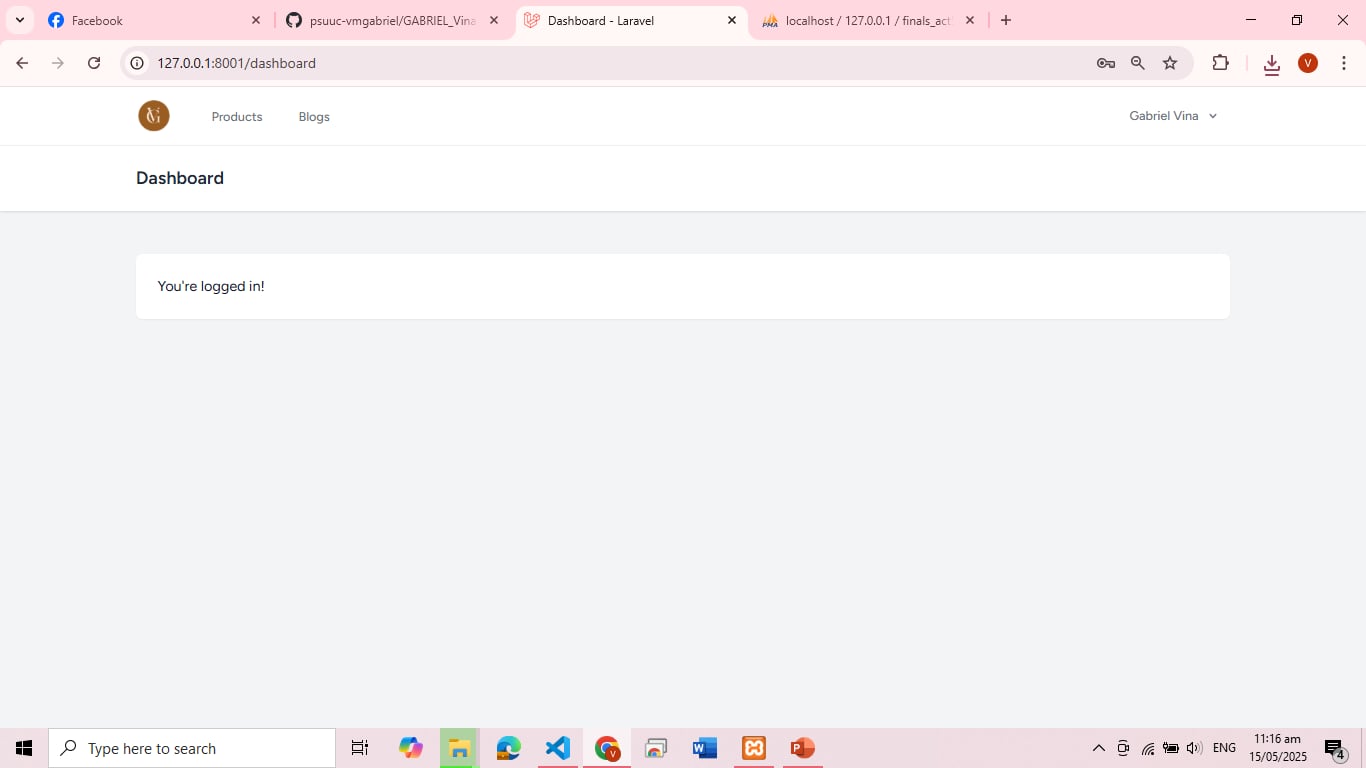 Facebook
psuuc-vmgabriel/GABRIEL_Vina
Dashboard - Laravel
PMA
localhost / 127.0.0.1 / finals_act
127.0.0.1:8001/dashboard
V
VG
Products
Blogs
Gabriel Vina
Dashboard
You're logged in!
Type here to search
V
W
P
ENG
11:16 am
15/05/2025
4